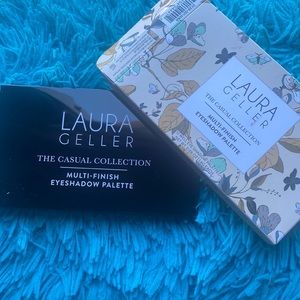 LAURA
GELLER
THE CASUAL COLLECTION
MULTI-FINISH
EYESHADOW PALETTE
LAURA
GELLER
THE CASUAL COLLECTION
MULTI-FINISH
EYESHADOW PALETTE